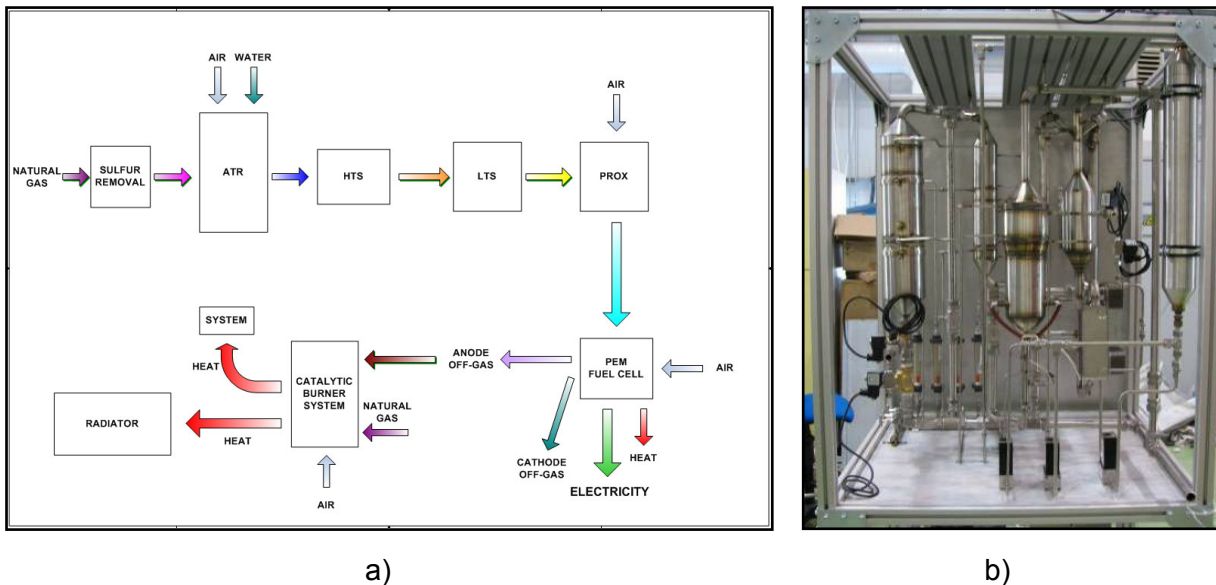 AIR
WATER
AIR
NATURAL
GAS
SULFUR
REMOVAL
ATR
HTS
LTS
PROX
SYSTEM
HEAT
RADIATOR
HEAT
CATALYTIC
BURNER
SYSTEM
AIR
NATURAL
GAS
ANODE
OFF-GAS
PEM
FUEL CELL
AIR
CATHODE
OFF-GAS
HEAT
ELECTRICITY
a)
b)